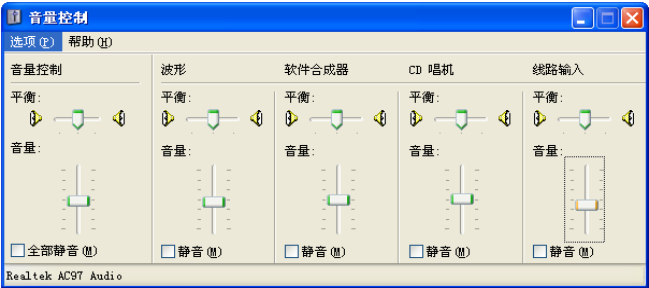 音量控制
选项(P) 帮助(H)
音量控制 波形 软件合成器 CD 唱机 线路输入
平衡: 平衡: 平衡: 平衡: 平衡:
音量: 音量: 音量: 音量: 音量:
全部静音(M) 静音(M) 静音(M) 静音(M) 静音(M)
Realtek AC97 Audio